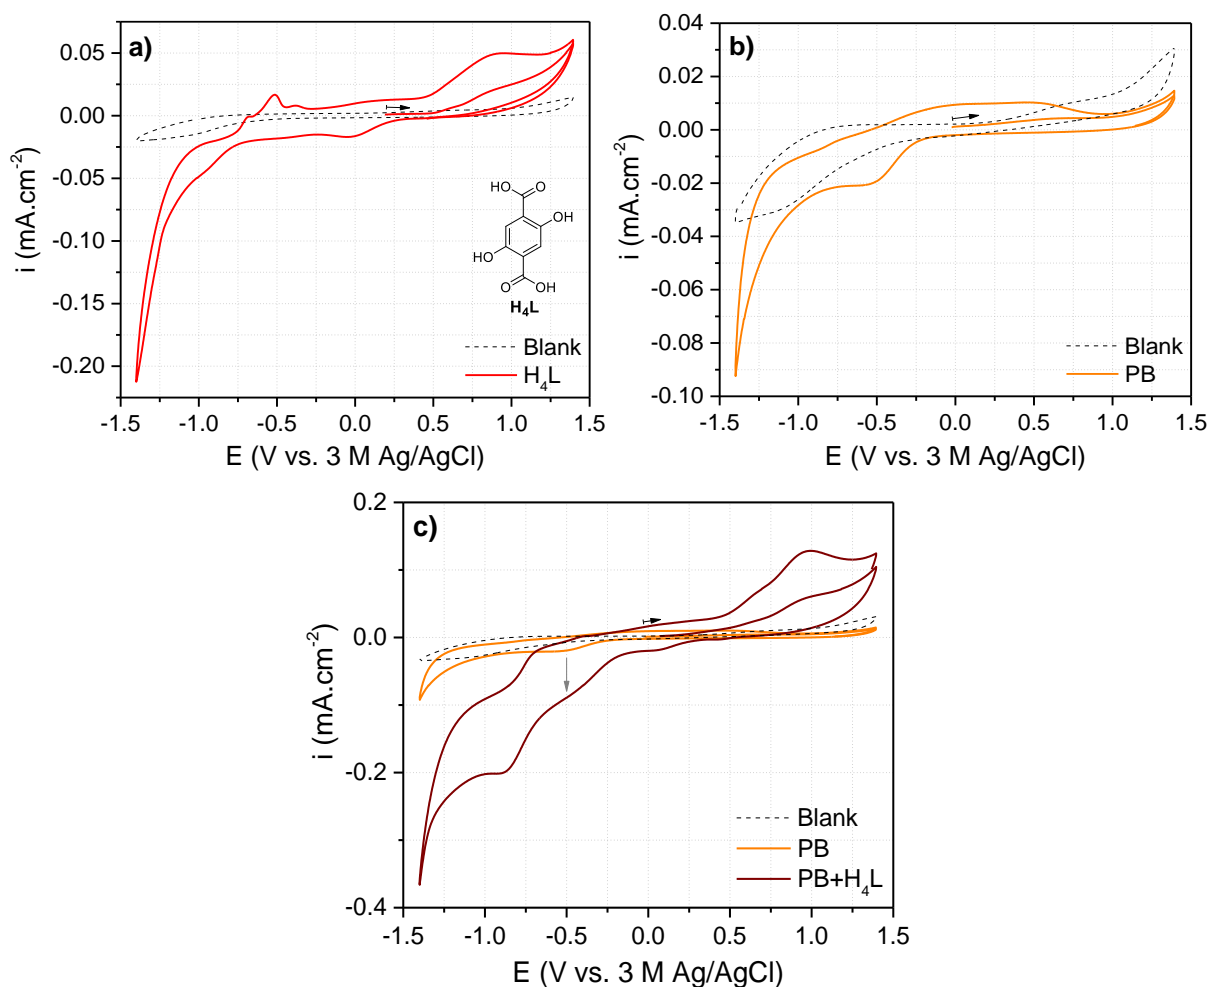 a)
0.05
0.00
-0.05
-0.10
-0.15
-0.20
i (mA.cm⁻²)
HO
O
OH
HO
O
OH
H₄L
Blank
H₄L
-1.5 -1.0 -0.5 0.0 0.5 1.0 1.5
E (V vs. 3 M Ag/AgCl)
b)
0.04
0.02
0.00
-0.02
-0.04
-0.06
-0.08
-0.10
i (mA.cm⁻²)
Blank
PB
-1.5 -1.0 -0.5 0.0 0.5 1.0 1.5
E (V vs. 3 M Ag/AgCl)
c)
0.2
0.0
-0.2
-0.4
i (mA.cm⁻²)
Blank
PB
PB+H₄L
-1.5 -1.0 -0.5 0.0 0.5 1.0 1.5
E (V vs. 3 M Ag/AgCl)